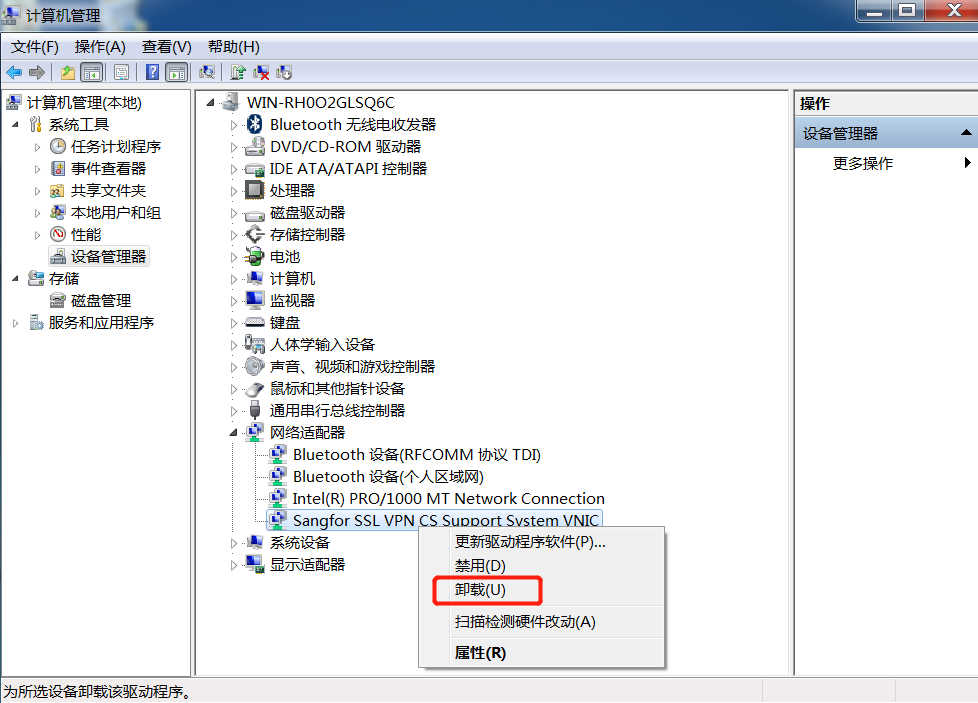 计算机管理
文件(F) 操作(A) 查看(V) 帮助(H)
计算机管理(本地)
系统工具
任务计划程序
事件查看器
共享文件夹
本地用户和组
性能
设备管理器
存储
磁盘管理
服务和应用程序
WIN-RH0O2GLSQ6C
Bluetooth 无线电收发器
DVD/CD-ROM 驱动器
IDE ATA/ATAPI 控制器
处理器
磁盘驱动器
存储控制器
电池
计算机
监视器
键盘
人体学输入设备
声音、视频和游戏控制器
鼠标和其他指针设备
通用串行总线控制器
网络适配器
Bluetooth 设备(RFCOMM 协议 TDI)
Bluetooth 设备(个人区域网)
Intel(R) PRO/1000 MT Network Connection
Sangfor SSL VPN CS Support System VNIC
系统设备
显示适配器
更新驱动程序软件(P)...
禁用(D)
卸载(U)
扫描检测硬件改动(A)
属性(R)
操作
设备管理器
更多操作
为所选设备卸载该驱动程序。